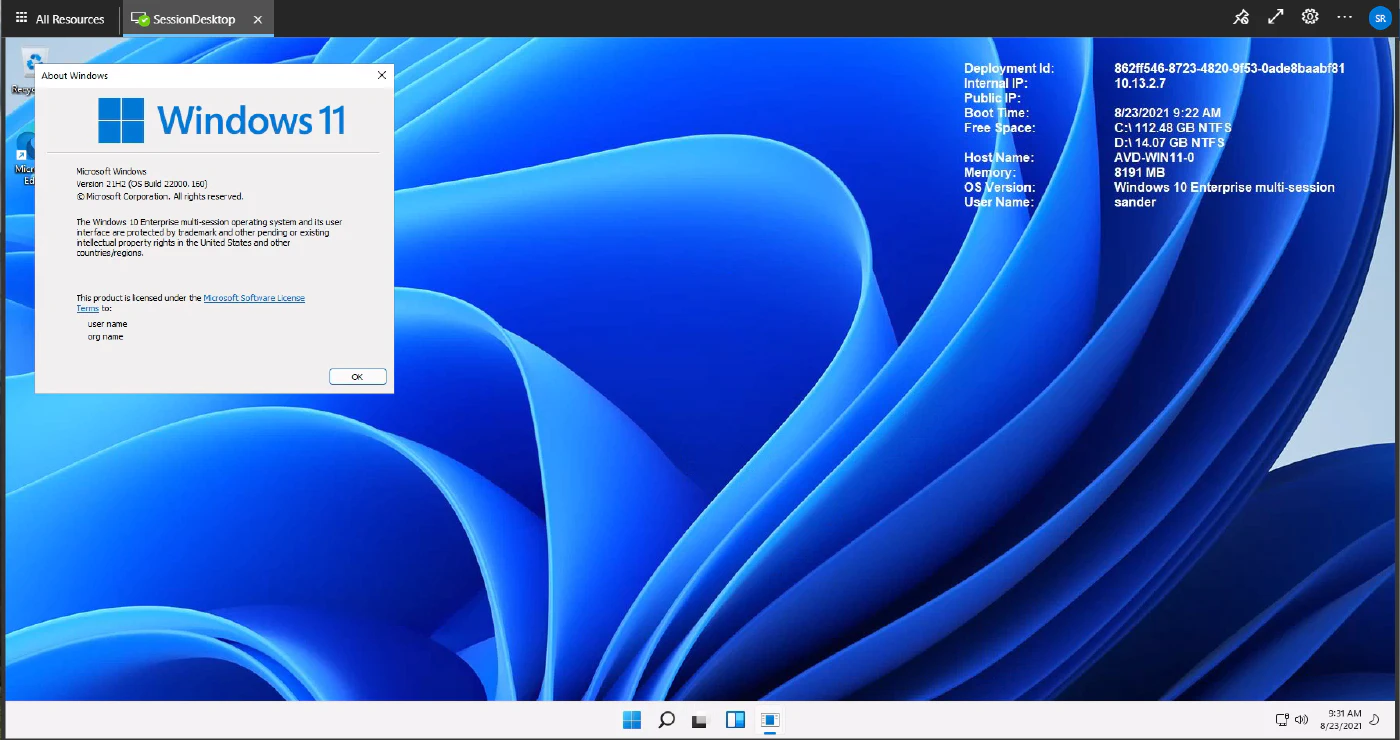 All Resources
SessionDesktop
SR
About Windows
Windows 11
Microsoft Windows
Version 21H2 (OS Build 22000.160)
© Microsoft Corporation. All rights reserved.
The Windows 10 Enterprise multi-session operating system and its user
interface are protected by trademark and other pending or existing
intellectual property rights in the United States and other
countries/regions.
This product is licensed under the Microsoft Software License
Terms to:
user name
org name
OK
Deployment Id: 862ff546-8723-4820-9f53-0ade8baabf81
Internal IP: 10.13.2.7
Public IP:
Boot Time: 8/23/2021 9:22 AM
Free Space: C:\ 112.48 GB NTFS
D:\ 14.07 GB NTFS
Host Name: AVD-WIN11-0
Memory: 8191 MB
OS Version: Windows 10 Enterprise multi-session
User Name: sander
9:31 AM
8/23/2021